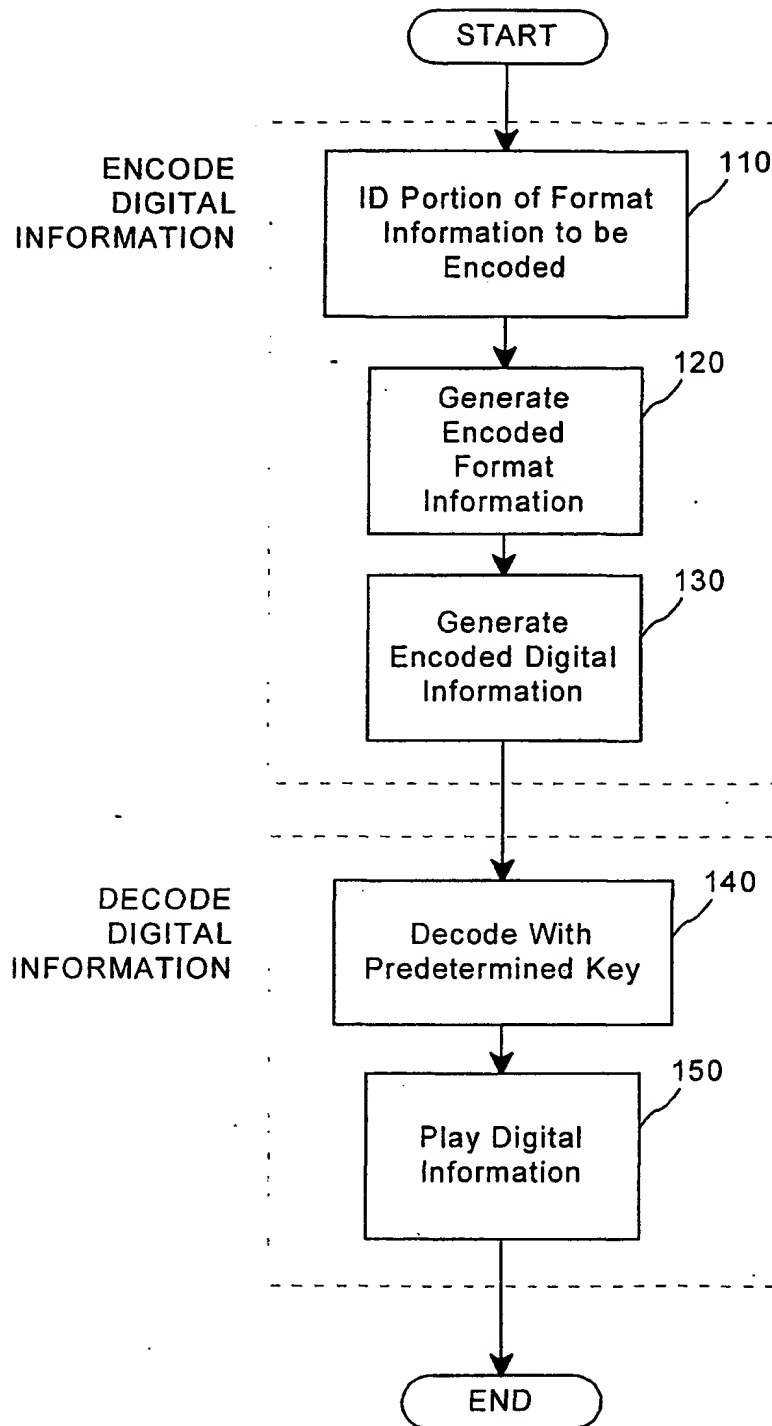 START
ENCODE
DIGITAL
INFORMATION
110
ID Portion of Format
Information to be
Encoded
120
Generate
Encoded
Format
Information
130
Generate
Encoded Digital
Information
DECODE
DIGITAL
INFORMATION
140
Decode With
Predetermined Key
150
Play Digital
Information
END